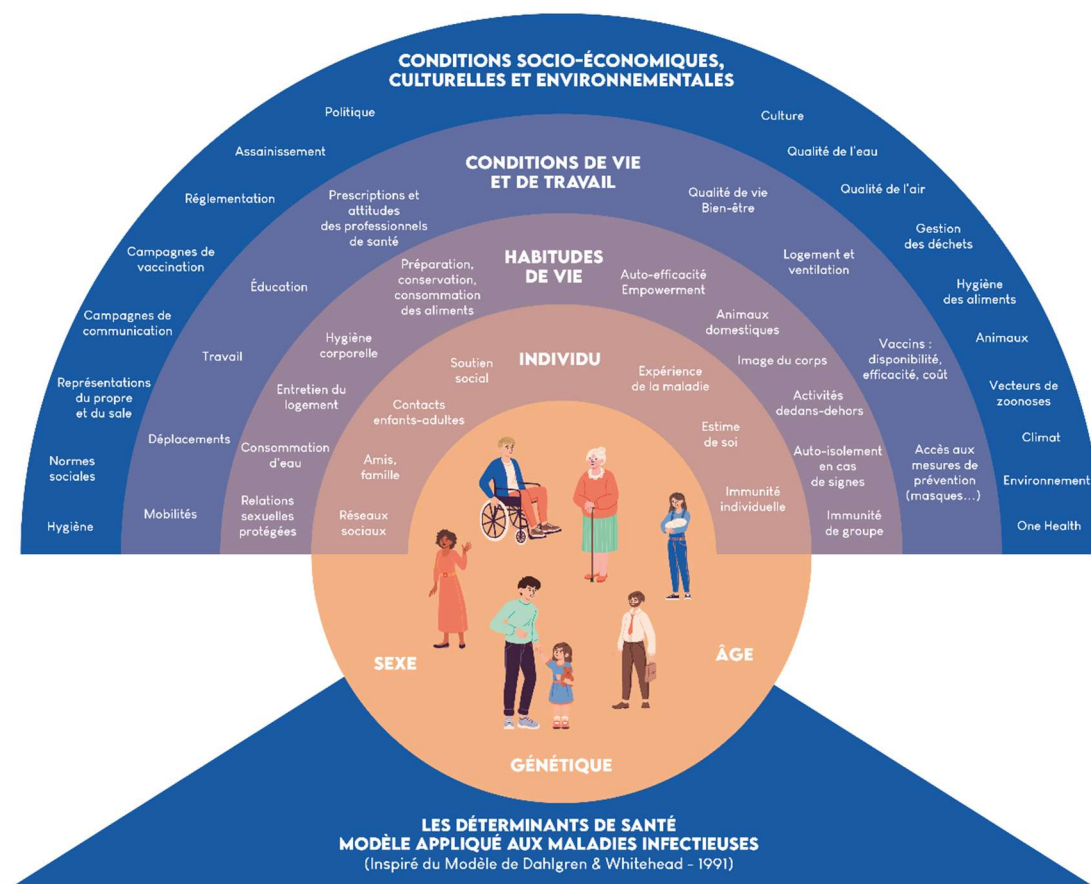 CONDITIONS SOCIO-ÉCONOMIQUES,
CULTURELLES ET ENVIRONNEMENTALES
Politique
Assainissement
Réglementation
Campagnes de
vaccination
Campagnes de
communication
Représentations
du propre
et du sale
Normes
sociales
Hygiène
Culture
Qualité de l'eau
Qualité de l'air
Gestion
des déchets
Hygiène
des aliments
Animaux
Vecteurs de
zoonoses
Climat
Environnement
One Health
CONDITIONS DE VIE
ET DE TRAVAIL
Prescriptions et
attitudes
des professionnels
de santé
Éducation
Travail
Déplacements
Mobilités
Qualité de vie
Bien-être
Logement et
ventilation
Vaccins :
disponibilité,
efficacité, coût
Accès aux
mesures de
prévention
(masques...)
HABITUDES
DE VIE
Préparation,
conservation,
consommation
des aliments
Hygiène
corporelle
Entretien du
logement
Consommation
d'eau
Relations
sexuelles
protégées
Auto-efficacité
Empowerment
Animaux
domestiques
Image du corps
Activités
dedans-dehors
Auto-isolement
en cas
de signes
Immunité
de groupe
INDIVIDU
Soutien
social
Contacts
enfants-adultes
Amis,
famille
Réseaux
sociaux
Expérience
de la maladie
Estime
de soi
Immunité
individuelle
SEXE
ÂGE
GÉNÉTIQUE
LES DÉTERMINANTS DE SANTÉ
MODÈLE APPLIQUÉ AUX MALADIES INFECTIEUSES
(Inspiré du Modèle de Dahlgren & Whitehead - 1991)